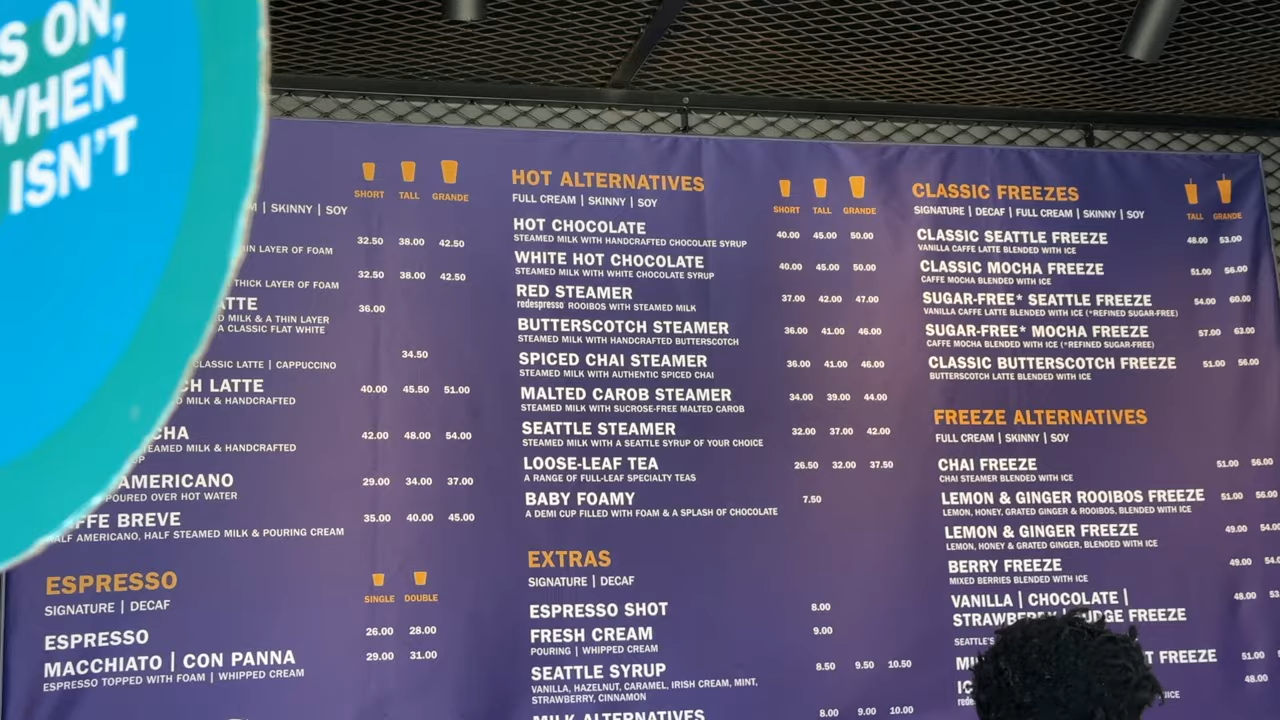 S ON,
WHEN
ISN'T
SHORT TALL GRANDE
| SKINNY | SOY
32.50 38.00 42.50
LAYER OF FOAM
32.50 38.00 42.50
THICK LAYER OF FOAM
36.00
MILK & A THIN LAYER
A CLASSIC FLAT WHITE
34.50
CLASSIC LATTE | CAPPUCCINO
LATTE 40.00 45.50 51.00
MILK & HANDCRAFTED
42.00 48.00 54.00
MILK & HANDCRAFTED
AMERICANO 29.00 34.00 37.00
POURED OVER HOT WATER
BREVE 35.00 40.00 45.00
HALF AMERICANO, HALF STEAMED MILK & POURING CREAM
ESPRESSO
SIGNATURE | DECAF
SINGLE DOUBLE
ESPRESSO 26.00 28.00
MACCHIATO | CON PANNA 29.00 31.00
ESPRESSO TOPPED WITH FOAM | WHIPPED CREAM
HOT ALTERNATIVES
FULL CREAM | SKINNY | SOY
SHORT TALL GRANDE
HOT CHOCOLATE 40.00 45.00 50.00
STEAMED MILK WITH HANDCRAFTED CHOCOLATE SYRUP
WHITE HOT CHOCOLATE 40.00 45.00 50.00
STEAMED MILK WITH WHITE CHOCOLATE SYRUP
RED STEAMER 37.00 42.00 47.00
redespresso ROOIBOS WITH STEAMED MILK
BUTTERSCOTCH STEAMER 36.00 41.00 46.00
STEAMED MILK WITH HANDCRAFTED BUTTERSCOTCH
SPICED CHAI STEAMER 36.00 41.00 46.00
STEAMED MILK WITH AUTHENTIC SPICED CHAI
MALTED CAROB STEAMER 34.00 39.00 44.00
STEAMED MILK WITH SUCROSE-FREE MALTED CAROB
SEATTLE STEAMER 32.00 37.00 42.00
STEAMED MILK WITH A SEATTLE SYRUP OF YOUR CHOICE
LOOSE-LEAF TEA 26.50 32.00 37.50
A RANGE OF FULL-LEAF SPECIALTY TEAS
BABY FOAMY 7.50
A DEMI CUP FILLED WITH FOAM & A SPLASH OF CHOCOLATE
EXTRAS
SIGNATURE | DECAF
ESPRESSO SHOT 8.00
FRESH CREAM 9.00
POURING | WHIPPED CREAM
SEATTLE SYRUP 8.50 9.50 10.50
VANILLA, HAZELNUT, CARAMEL, IRISH CREAM, MINT,
STRAWBERRY, CINNAMON
MILK ALTERNATIVES 8.00 9.00 10.00
CLASSIC FREEZES
SIGNATURE | DECAF | FULL CREAM | SKINNY | SOY
TALL GRANDE
CLASSIC SEATTLE FREEZE 48.00 53.00
VANILLA CAFFE LATTE BLENDED WITH ICE
CLASSIC MOCHA FREEZE 51.00 56.00
CAFFE MOCHA BLENDED WITH ICE
SUGAR-FREE* SEATTLE FREEZE 54.00 60.00
VANILLA CAFFE LATTE BLENDED WITH ICE (*REFINED SUGAR-FREE)
SUGAR-FREE* MOCHA FREEZE 57.00 63.00
CAFFE MOCHA BLENDED WITH ICE (*REFINED SUGAR-FREE)
CLASSIC BUTTERSCOTCH FREEZE 51.00 56.00
BUTTERSCOTCH LATTE BLENDED WITH ICE
FREEZE ALTERNATIVES
FULL CREAM | SKINNY | SOY
CHAI FREEZE 51.00 56.00
CHAI STEAMER BLENDED WITH ICE
LEMON & GINGER ROOIBOS FREEZE 51.00 56.00
LEMON, HONEY, GRATED GINGER & ROOIBOS, BLENDED WITH ICE
LEMON & GINGER FREEZE 49.00 54.0
LEMON, HONEY & GRATED GINGER, BLENDED WITH ICE
BERRY FREEZE 49.00 54.0
MIXED BERRIES BLENDED WITH ICE
VANILLA | CHOCOLATE | 48.00 53
STRAWBERRY | FUDGE FREEZE
SEATTLE'S
FREEZE 51.00
48.00
ICE